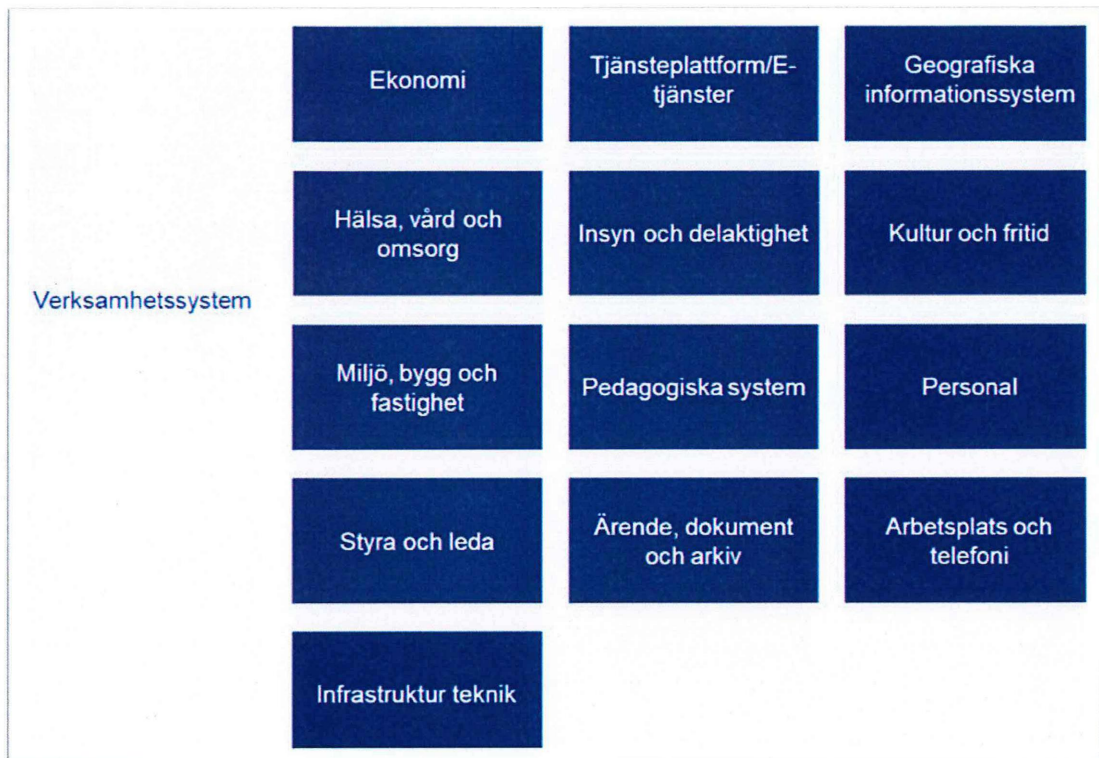 Verksamhetssystem
Ekonomi
Tjänsteplattform/E-
tjänster
Geografiska
informationssystem
Hälsa, vård och
omsorg
Insyn och delaktighet
Kultur och fritid
Miljö, bygg och
fastighet
Pedagogiska system
Personal
Styra och leda
Ärende, dokument
och arkiv
Arbetsplats och
telefoni
Infrastruktur teknik